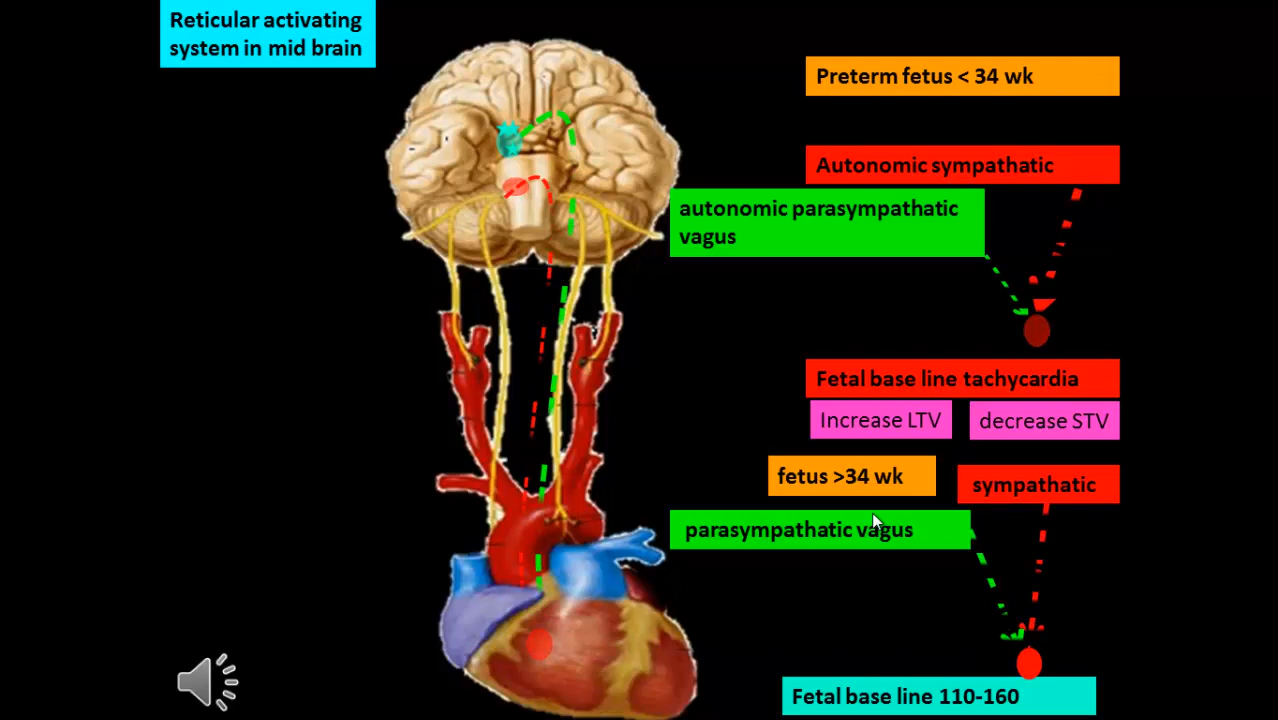 Reticular activating
system in mid brain
Preterm fetus < 34 wk
Autonomic sympathatic
autonomic parasympathatic
vagus
Fetal base line tachycardia
Increase LTV
decrease STV
fetus >34 wk
sympathatic
parasympathatic vagus
Fetal base line 110-160